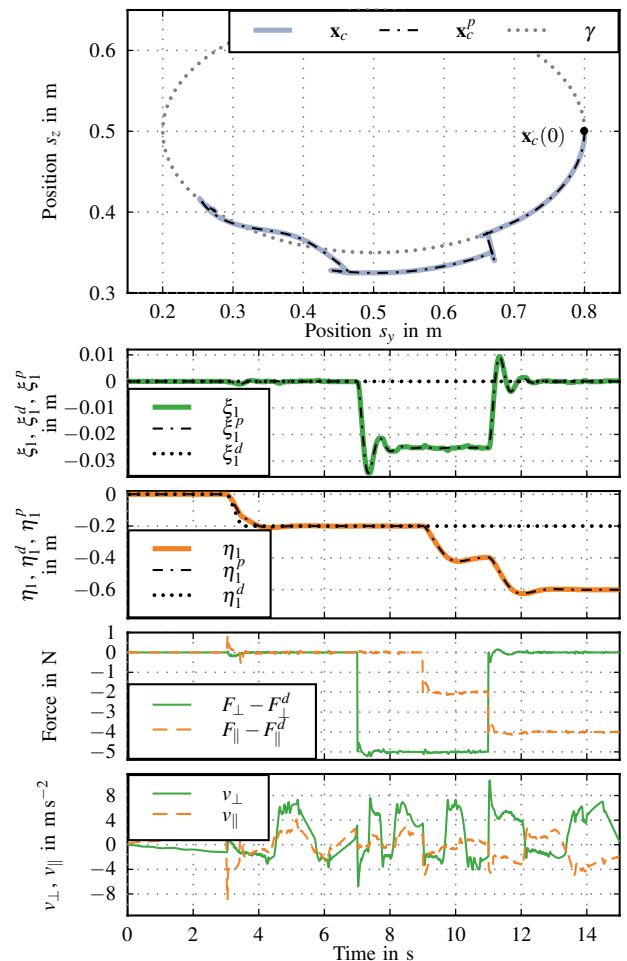 x_c x_c^p γ
0.6
0.5
0.4
0.3
Position s_z in m
x_c(0)
0.2 0.3 0.4 0.5 0.6 0.7 0.8
Position s_y in m
0.01
0
−0.01
−0.02
−0.03
ξ_1, ξ_1^d, ξ_1^p
in m
ξ_1
ξ_1^p
ξ_1^d
0
−0.2
−0.4
−0.6
η_1, η_1^d, η_1^p
in m
η_1
η_1^p
η_1^d
1
0
−1
−2
−3
−4
−5
Force in N
F_⊥ − F_⊥^d
F_∥ − F_∥^d
8
4
0
−4
−8
v_⊥, v_∥ in m s^−2
v_⊥
v_∥
0 2 4 6 8 10 12 14
Time in s